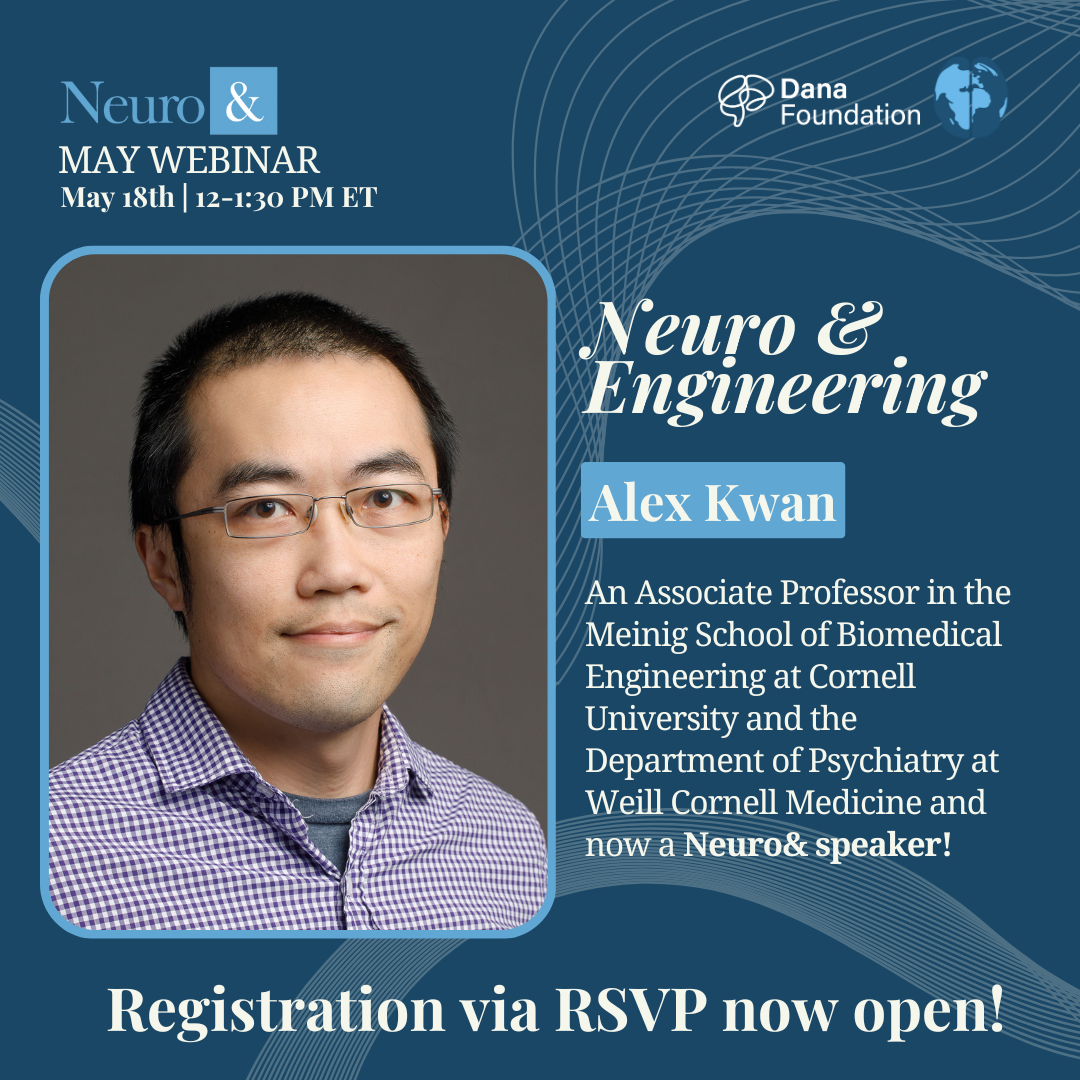 Neuro &
MAY WEBINAR
May 18th | 12-1:30 PM ET
Dana
Foundation
Neuro &
Engineering
Alex Kwan
An Associate Professor in the
Meinig School of Biomedical
Engineering at Cornell
University and the
Department of Psychiatry at
Weill Cornell Medicine and
now a Neuro& speaker!
Registration via RSVP now open!